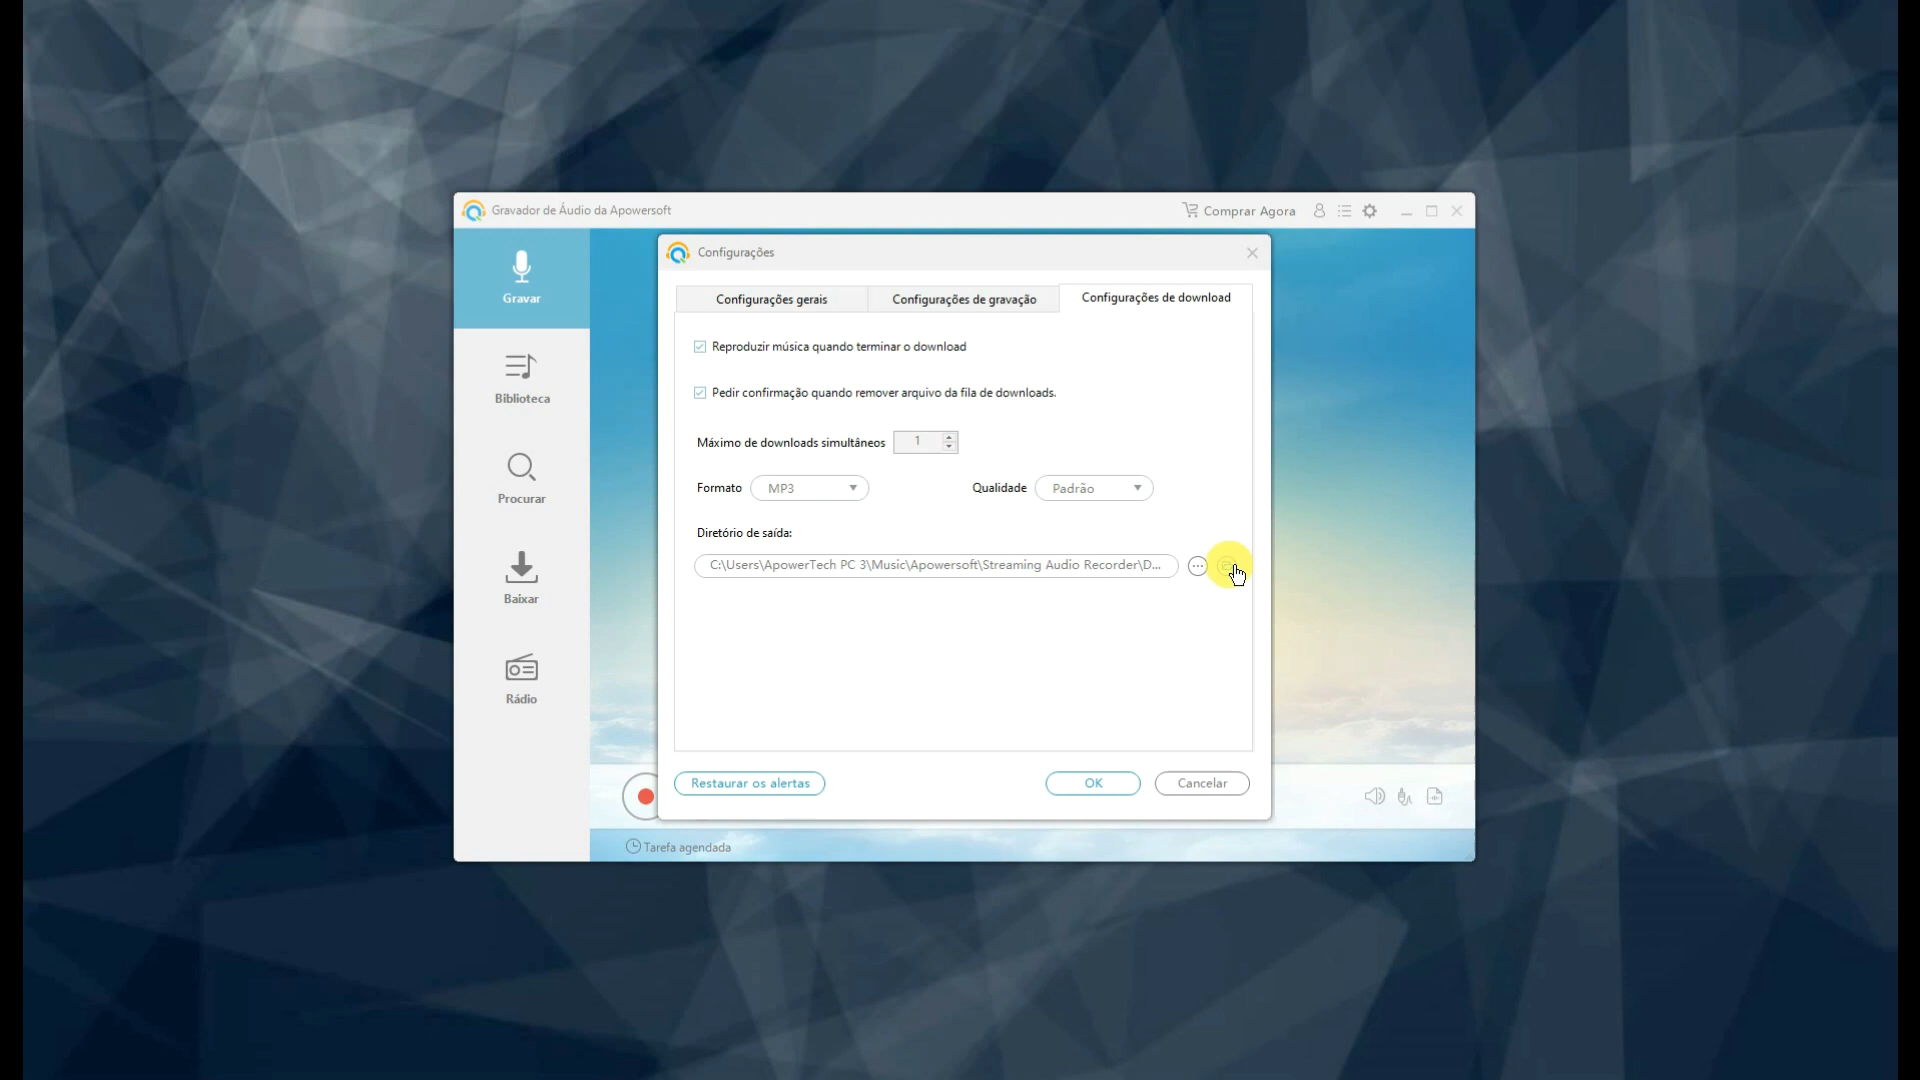 Gravador de Áudio da Apowersoft
Comprar Agora
Gravar
Biblioteca
Procurar
Baixar
Rádio
Configurações
Configurações gerais
Configurações de gravação
Configurações de download
Reproduzir música quando terminar o download
Pedir confirmação quando remover arquivo da fila de downloads.
Máximo de downloads simultâneos 1
Formato MP3 Qualidade Padrão
Diretório de saída:
C:\Users\ApowerTech PC 3\Music\Apowersoft\Streaming Audio Recorder\D...
Restaurar os alertas OK Cancelar
Tarefa agendada